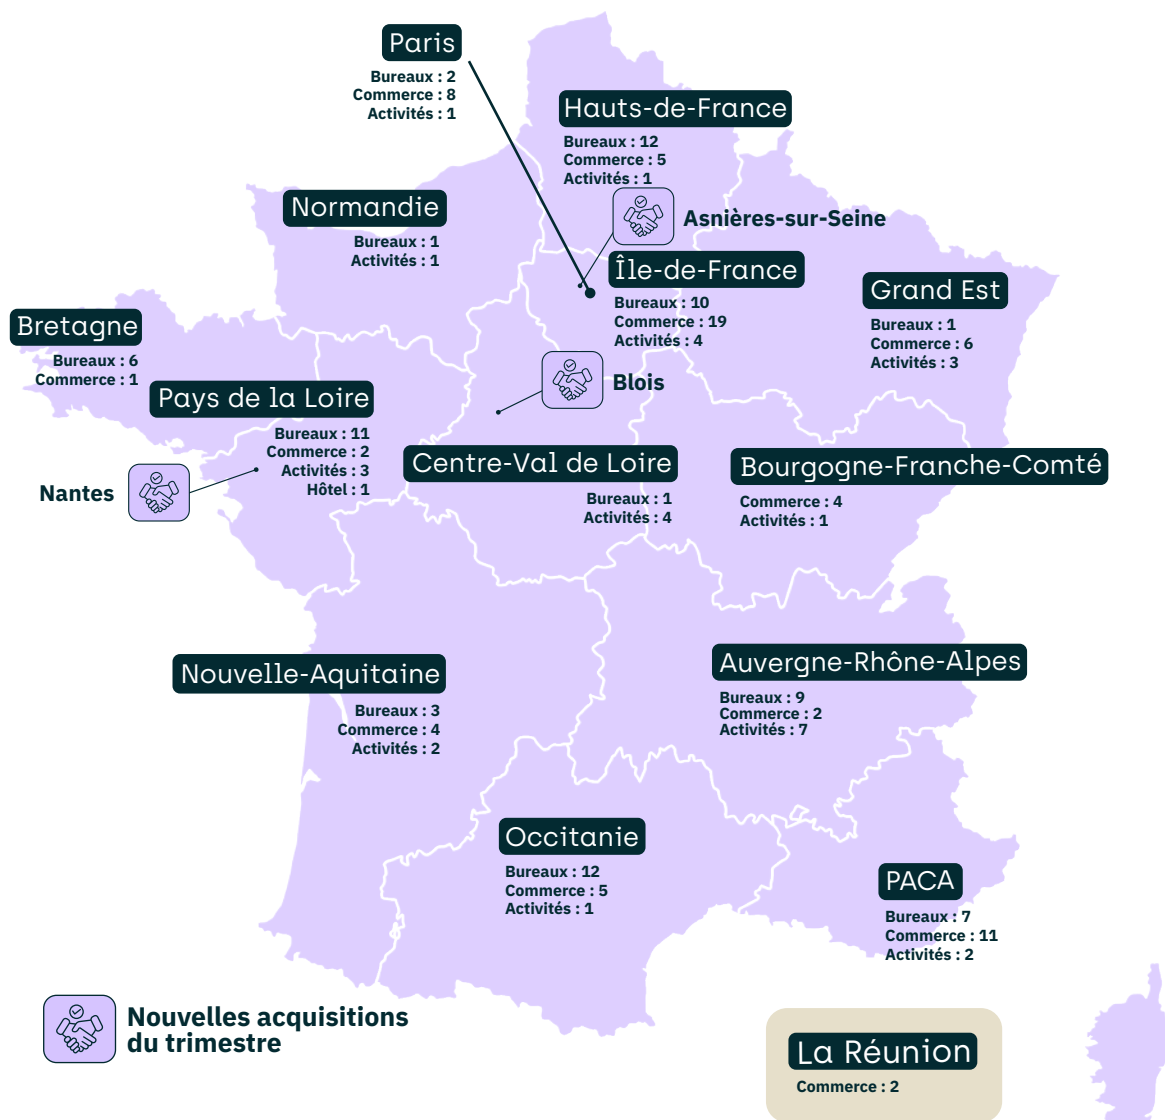 Paris
Bureaux : 2
Commerce : 8
Activités : 1
Hauts-de-France
Bureaux : 12
Commerce : 5
Activités : 1
Asnières-sur-Seine
Normandie
Bureaux : 1
Activités : 1
Île-de-France
Bureaux : 10
Commerce : 19
Activités : 4
Grand Est
Bureaux : 1
Commerce : 6
Activités : 3
Bretagne
Bureaux : 6
Commerce : 1
Blois
Pays de la Loire
Bureaux : 11
Commerce : 2
Activités : 3
Hôtel : 1
Nantes
Centre-Val de Loire
Bureaux : 1
Activités : 4
Bourgogne-Franche-Comté
Commerce : 4
Activités : 1
Nouvelle-Aquitaine
Bureaux : 3
Commerce : 4
Activités : 2
Auvergne-Rhône-Alpes
Bureaux : 9
Commerce : 2
Activités : 7
Occitanie
Bureaux : 12
Commerce : 5
Activités : 1
PACA
Bureaux : 7
Commerce : 11
Activités : 2
Nouvelles acquisitions
du trimestre
La Réunion
Commerce : 2